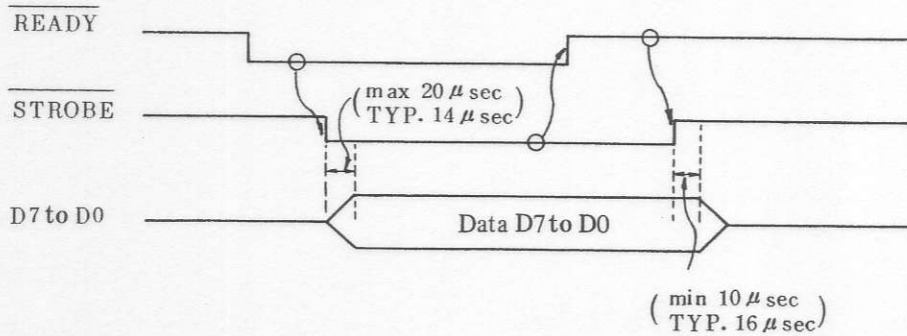 READY
STROBE
max 20 μ sec
TYP. 14 μ sec
D7 to D0
Data D7 to D0
min 10 μ sec
TYP. 16 μ sec